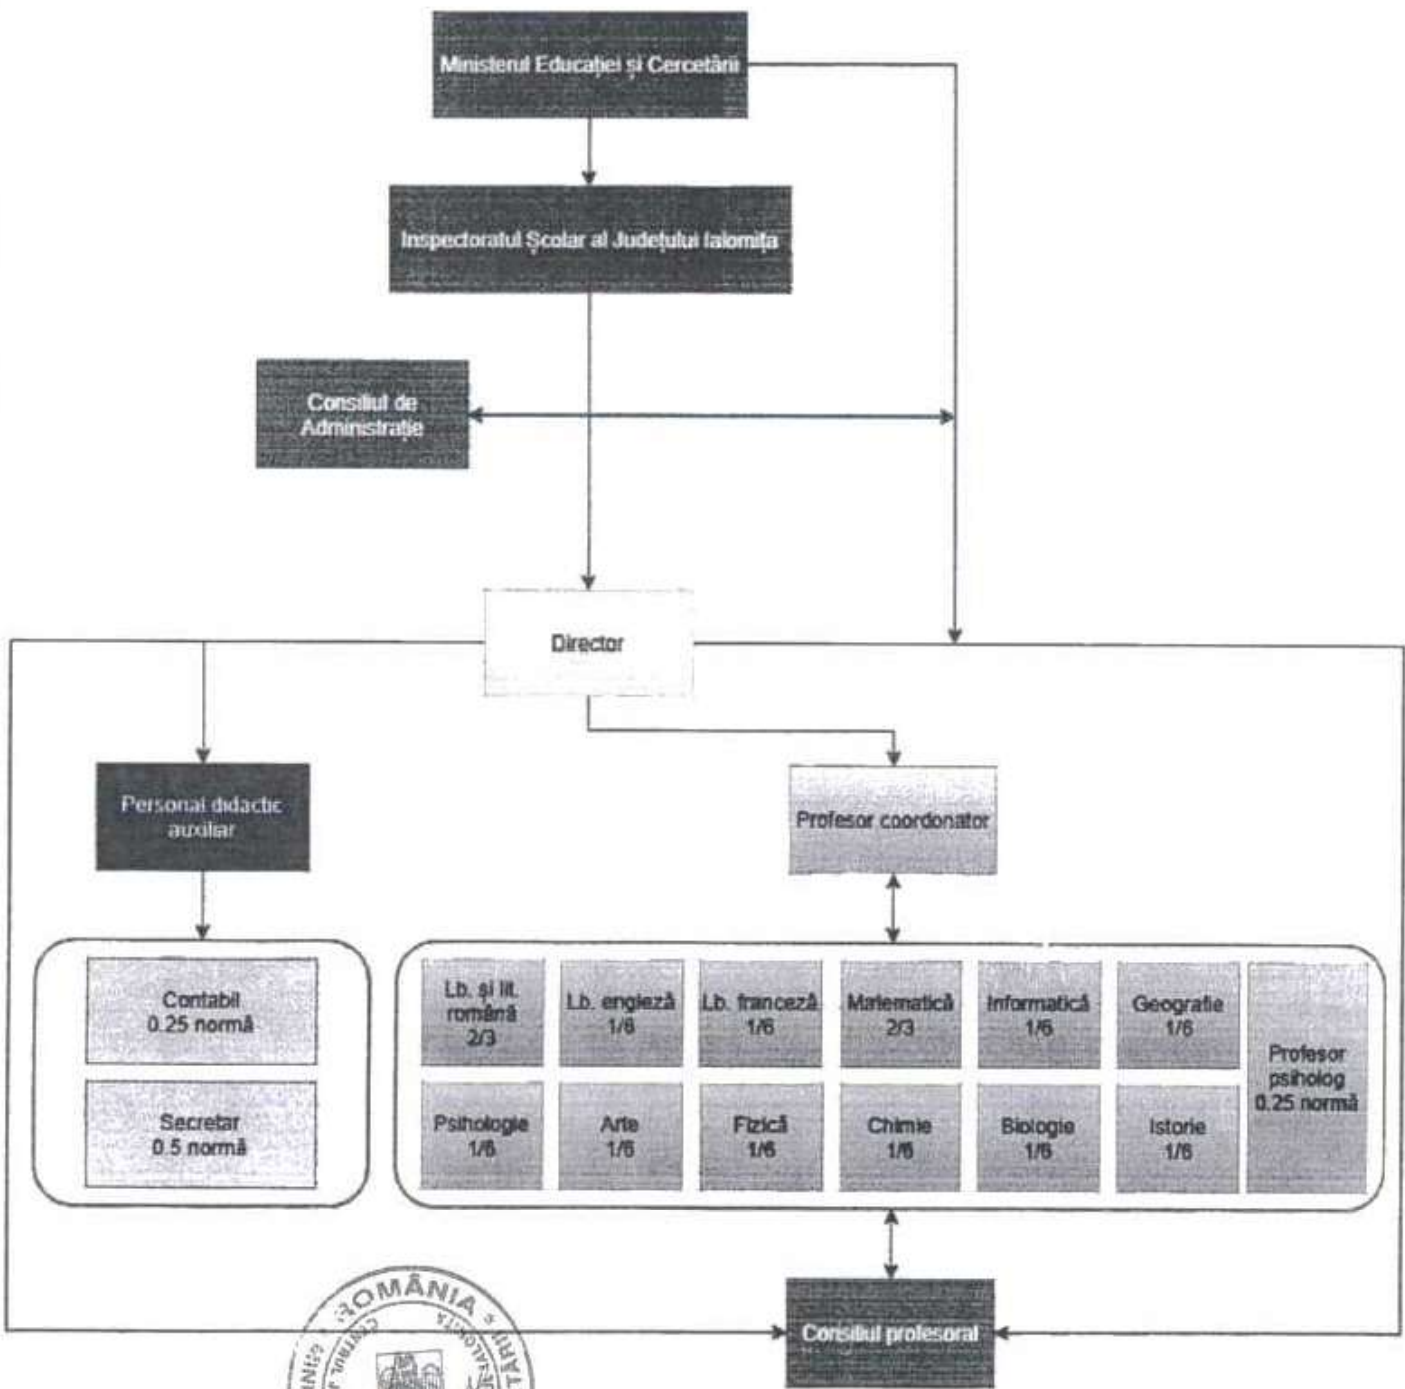 Ministerul Educației și Cercetării
Inspectoratul Școlar al Județului Ialomița
Consiliul de
Administrație
Director
Personal didactic
auxiliar
Profesor coordonator
Contabil
0.25 normă
Secretar
0.5 normă
Lb. și lit.
română
2/3
Lb. engleză
1/6
Lb. franceză
1/6
Matematică
2/3
Informatică
1/6
Geografie
1/6
Profesor
psiholog
0.25 normă
Psihologie
1/6
Arte
1/6
Fizică
1/6
Chimie
1/6
Biologie
1/6
Istorie
1/6
Consiliul profesoral
ROMÂNIA
CENTRUL
IALOMIȚA